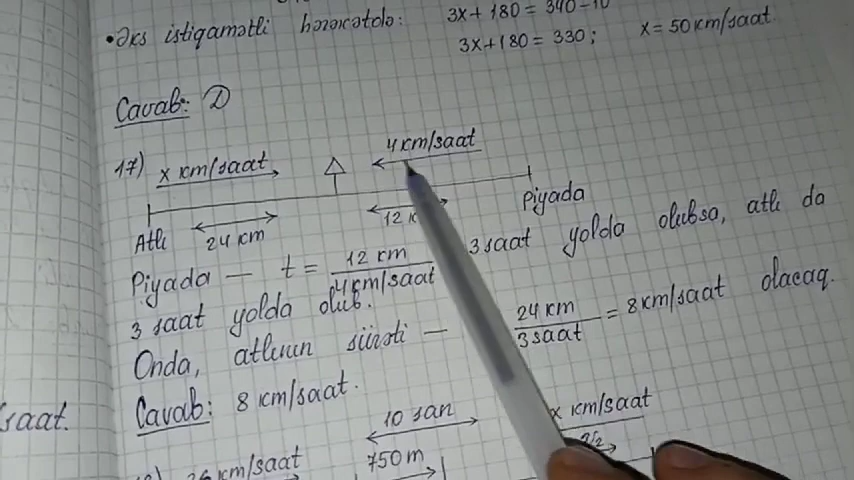 •Əks istiqamətli hərəkətdə:
3x+180 = 340-10
3x+180 = 330; x = 50 km/saat
Cavab: D
17) x km/saat 4 km/saat
24 km 12
Atlı Piyada
Piyada — t = 12 km / 4 km/saat 3 saat yolda olubsa, atlı da
3 saat yolda olub.
Onda, atlının sürəti — 24 km / 3 saat = 8 km/saat olacaq.
Cavab: 8 km/saat.
saat.
10 san x km/saat
km/saat 750 m